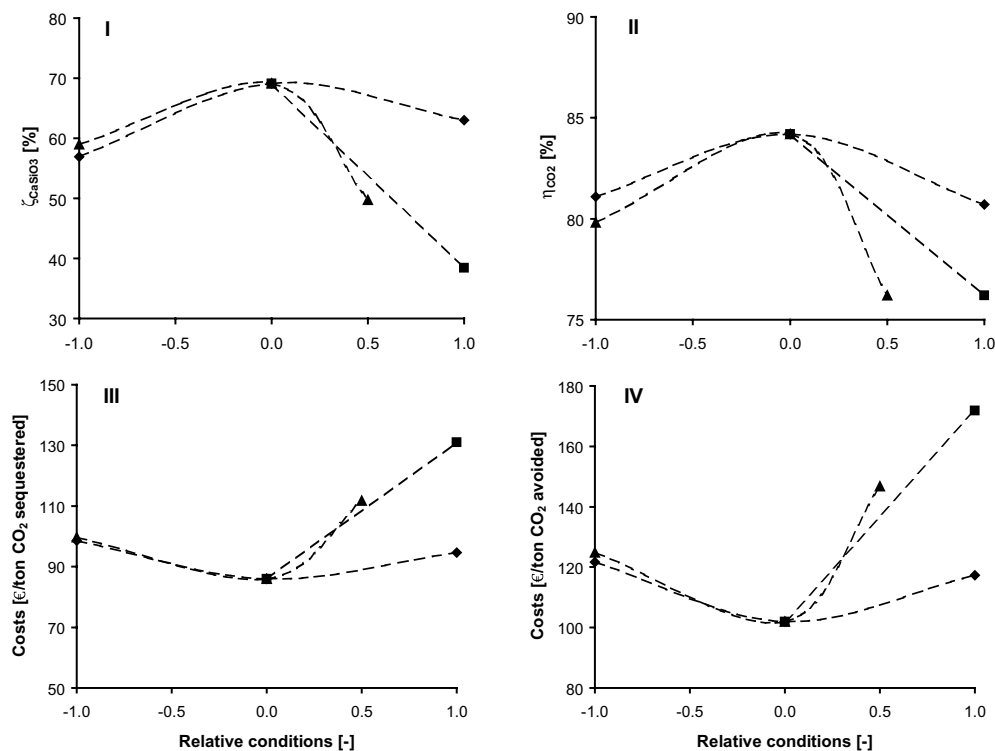 I
ζCaSiO3 [%]
80
70
60
50
40
30
-1.0 -0.5 0.0 0.5 1.0
II
ηCO2 [%]
90
85
80
75
-1.0 -0.5 0.0 0.5 1.0
III
Costs [€/ton CO2 sequestered]
150
130
110
90
70
50
-1.0 -0.5 0.0 0.5 1.0
Relative conditions [-]
IV
Costs [€/ton CO2 avoided]
180
160
140
120
100
80
-1.0 -0.5 0.0 0.5 1.0
Relative conditions [-]